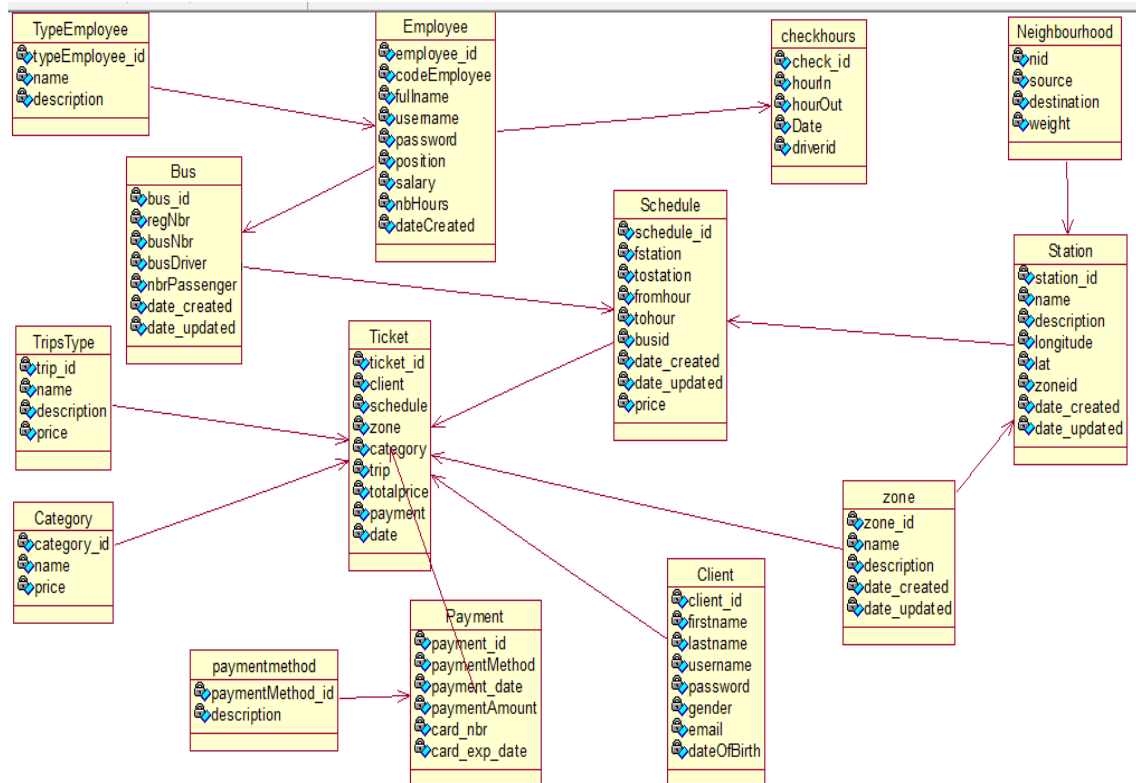 TypeEmployee
typeEmployee_id
name
description
Employee
employee_id
codeEmployee
fullname
username
password
position
salary
nbHours
dateCreated
checkhours
check_id
hourIn
hourOut
Date
driverid
Neighbourhood
nid
source
destination
weight
Bus
bus_id
regNbr
busNbr
busDriver
nbrPassenger
date_created
date_updated
Schedule
schedule_id
fstation
tostation
fromhour
tohour
busid
date_created
date_updated
price
Station
station_id
name
description
longitude
lat
zoneid
date_created
date_updated
TripsType
trip_id
name
description
price
Ticket
ticket_id
client
schedule
zone
category
trip
totalprice
payment
date
Category
category_id
name
price
zone
zone_id
name
description
date_created
date_updated
Client
client_id
firstname
lastname
username
password
gender
email
dateOfBirth
Payment
payment_id
paymentMethod
payment_date
paymentAmount
card_nbr
card_exp_date
paymentmethod
paymentMethod_id
description